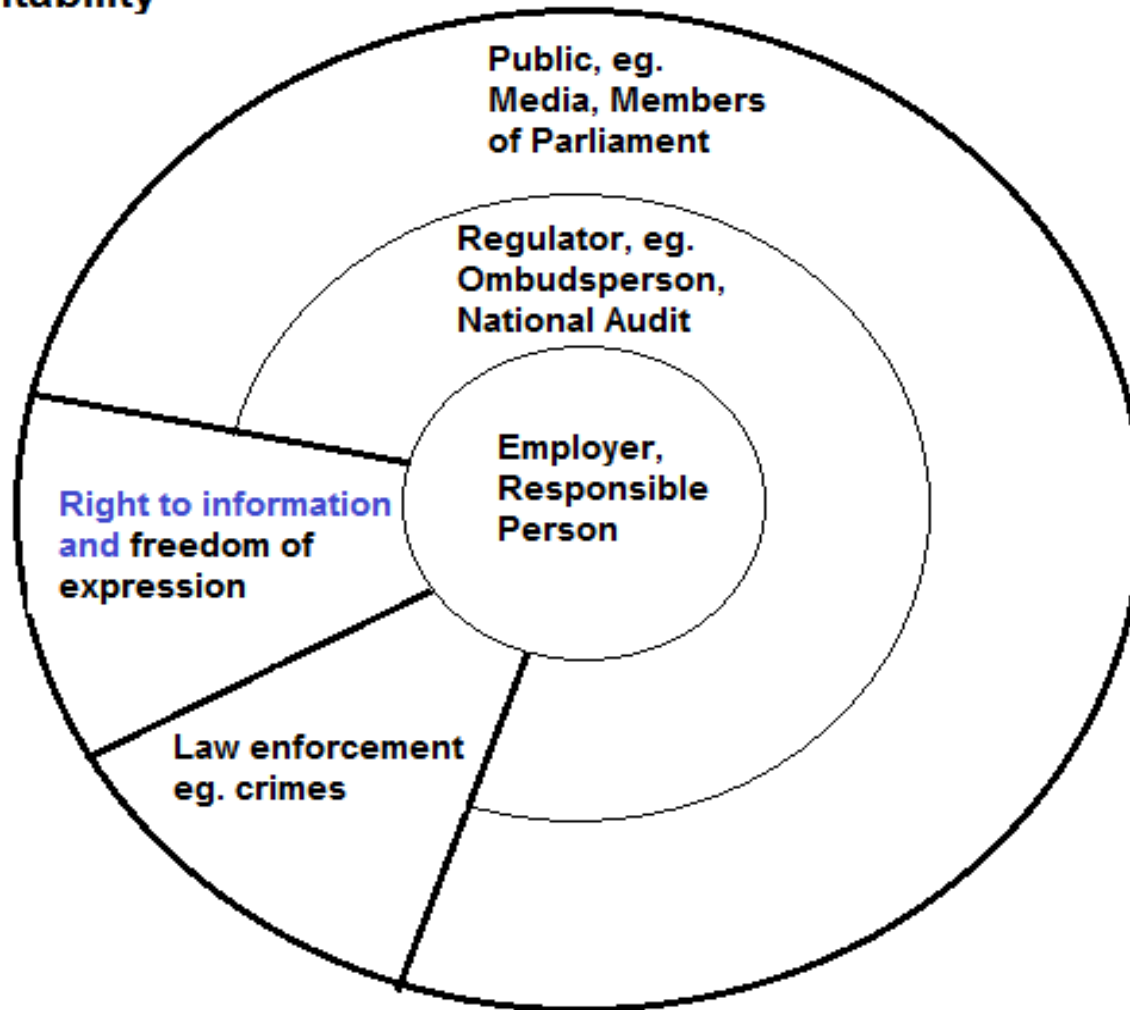 Public, eg.
Media, Members
of Parliament
Regulator, eg.
Ombudsperson,
National Audit
Employer,
Responsible
Person
Right to information
and freedom of
expression
Law enforcement
eg. crimes